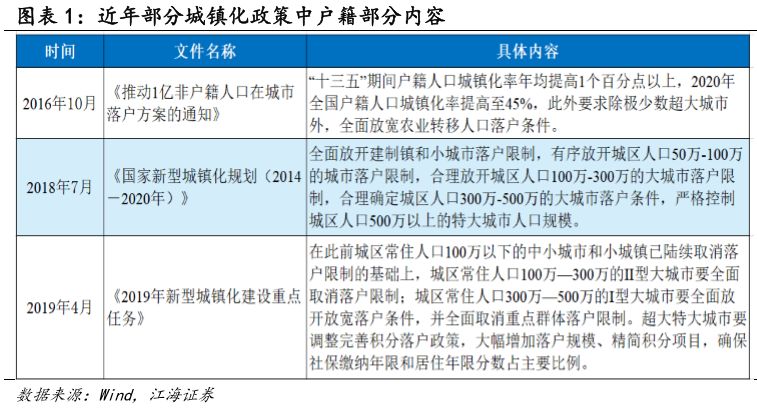 图表 1：近年部分城镇化政策中户籍部分内容
时间 文件名称 具体内容
2016年10月
《推动1亿非户籍人口在城市
落户方案的通知》
“十三五”期间户籍人口城镇化率年均提高1个百分点以上，2020年
全国户籍人口城镇化率提高至45%，此外要求除极少数超大城市
外，全面放宽农业转移人口落户条件。
2018年7月
《国家新型城镇化规划（2014
－2020年）》
全面放开建制镇和小城市落户限制，有序放开城区人口50万-100万
的城市落户限制，合理放开城区人口100万-300万的大城市落户限
制，合理确定城区人口300万-500万的大城市落户条件，严格控制
城区人口500万以上的特大城市人口规模。
2019年4月
《2019年新型城镇化建设重点
任务》
在此前城区常住人口100万以下的中小城市和小城镇已陆续取消落
户限制的基础上，城区常住人口100万—300万的II型大城市要全面
取消落户限制；城区常住人口300万—500万的I型大城市要全面放
开放宽落户条件，并全面取消重点群体落户限制。超大特大城市要
调整完善积分落户政策，大幅增加落户规模、精简积分项目，确保
社保缴纳年限和居住年限分数占主要比例。
数据来源：Wind，江海证券